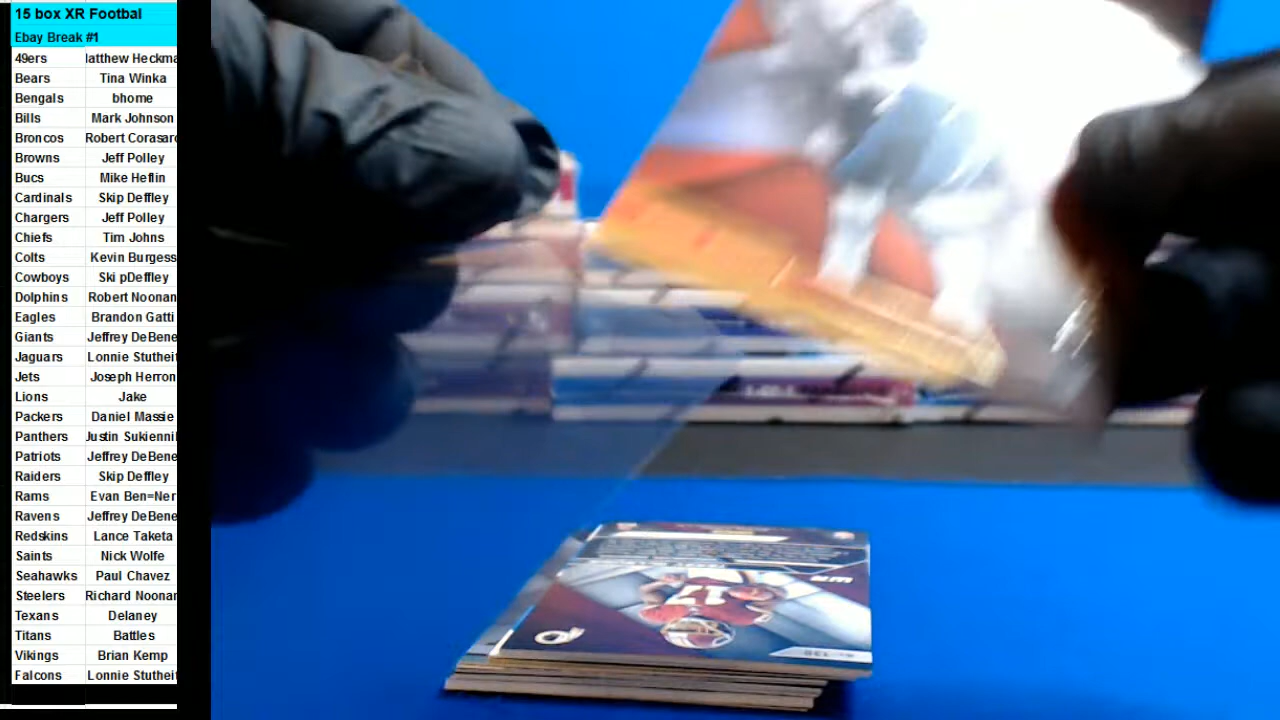 15 box XR Footbal
Ebay Break #1
49ers latthew Heckma
Bears Tina Winka
Bengals bhome
Bills Mark Johnson
Broncos Robert Corasaro
Browns Jeff Polley
Bucs Mike Heflin
Cardinals Skip Deffley
Chargers Jeff Polley
Chiefs Tim Johns
Colts Kevin Burgess
Cowboys Ski pDeffley
Dolphins Robert Noonan
Eagles Brandon Gatti
Giants Jeffrey DeBene
Jaguars Lonnie Stutheit
Jets Joseph Herron
Lions Jake
Packers Daniel Massie
Panthers Justin Sukienni
Patriots Jeffrey DeBene
Raiders Skip Deffley
Rams Evan Ben=Ner
Ravens Jeffrey DeBene
Redskins Lance Taketa
Saints Nick Wolfe
Seahawks Paul Chavez
Steelers Richard Noonan
Texans Delaney
Titans Battles
Vikings Brian Kemp
Falcons Lonnie Stutheit
17